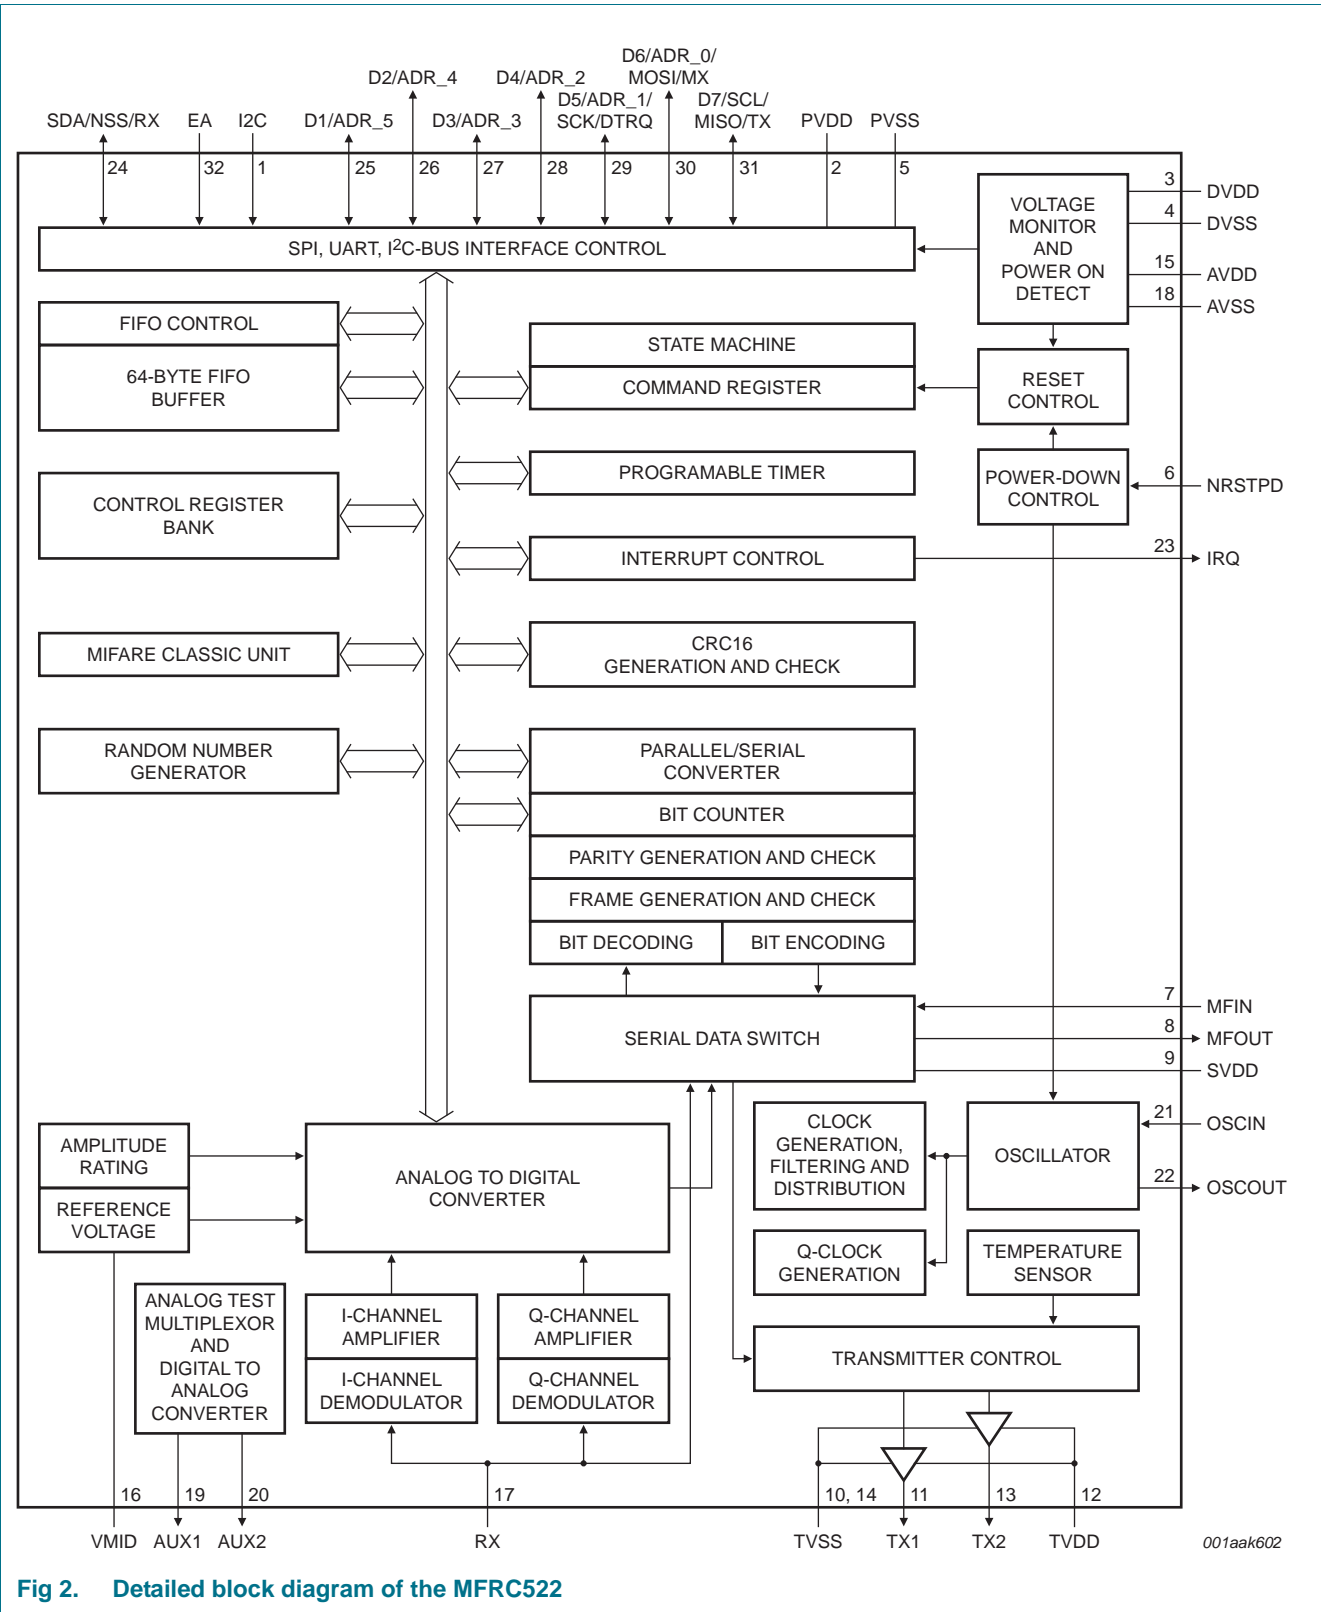 D6/ADR_0/
MOSI/MX
D2/ADR_4
D4/ADR_2
D5/ADR_1/
SCK/DTRQ
D7/SCL/
MISO/TX
SDA/NSS/RX
EA
I2C
D1/ADR_5
D3/ADR_3
PVDD
PVSS
24
32
1
25
26
27
28
29
30
31
2
5
3
DVDD
4
DVSS
15
AVDD
18
AVSS
VOLTAGE
MONITOR
AND
POWER ON
DETECT
SPI, UART, I2C-BUS INTERFACE CONTROL
FIFO CONTROL
64-BYTE FIFO
BUFFER
STATE MACHINE
COMMAND REGISTER
RESET
CONTROL
PROGRAMABLE TIMER
POWER-DOWN
CONTROL
6
NRSTPD
CONTROL REGISTER
BANK
INTERRUPT CONTROL
23
IRQ
MIFARE CLASSIC UNIT
CRC16
GENERATION AND CHECK
RANDOM NUMBER
GENERATOR
PARALLEL/SERIAL
CONVERTER
BIT COUNTER
PARITY GENERATION AND CHECK
FRAME GENERATION AND CHECK
BIT DECODING
BIT ENCODING
SERIAL DATA SWITCH
7
MFIN
8
MFOUT
9
SVDD
AMPLITUDE
RATING
REFERENCE
VOLTAGE
ANALOG TO DIGITAL
CONVERTER
CLOCK
GENERATION,
FILTERING AND
DISTRIBUTION
OSCILLATOR
21
OSCIN
22
OSCOUT
Q-CLOCK
GENERATION
TEMPERATURE
SENSOR
ANALOG TEST
MULTIPLEXOR
AND
DIGITAL TO
ANALOG
CONVERTER
I-CHANNEL
AMPLIFIER
I-CHANNEL
DEMODULATOR
Q-CHANNEL
AMPLIFIER
Q-CHANNEL
DEMODULATOR
TRANSMITTER CONTROL
16
19
20
17
10, 14
11
13
12
VMID
AUX1
AUX2
RX
TVSS
TX1
TX2
TVDD
001aak602
Fig 2. Detailed block diagram of the MFRC522